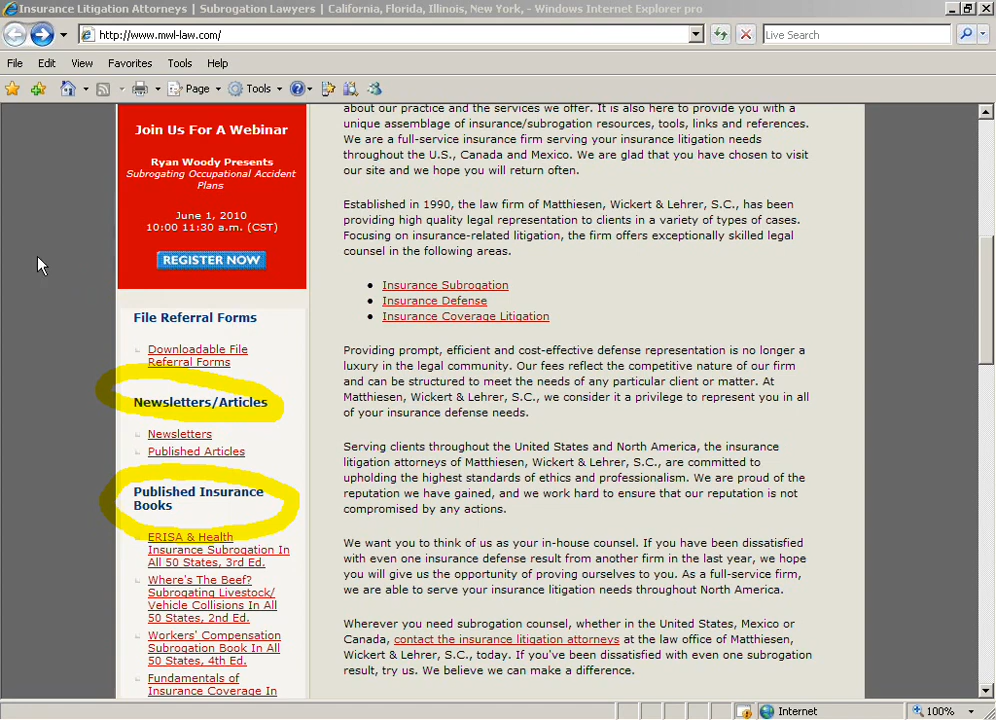 Insurance Litigation Attorneys | Subrogation Lawyers | California, Florida, Illinois, New York, - Windows Internet Explorer pro
http://www.mwl-law.com/
Live Search
File Edit View Favorites Tools Help
Page Tools
Join Us For A Webinar
Ryan Woody Presents
Subrogating Occupational Accident
Plans
June 1, 2010
10:00 11:30 a.m. (CST)
REGISTER NOW
File Referral Forms
Downloadable File
Referral Forms
Newsletters/Articles
Newsletters
Published Articles
Published Insurance
Books
ERISA & Health
Insurance Subrogation In
All 50 States, 3rd Ed.
Where's The Beef?
Subrogating Livestock/
Vehicle Collisions In All
50 States, 2nd Ed.
Workers' Compensation
Subrogation Book In All
50 States, 4th Ed.
Fundamentals of
Insurance Coverage In
about our practice and the services we offer. It is also here to provide you with a
unique assemblage of insurance/subrogation resources, tools, links and references.
We are a full-service insurance firm serving your insurance litigation needs
throughout the U.S., Canada and Mexico. We are glad that you have chosen to visit
our site and we hope you will return often.
Established in 1990, the law firm of Matthiesen, Wickert & Lehrer, S.C., has been
providing high quality legal representation to clients in a variety of types of cases.
Focusing on insurance-related litigation, the firm offers exceptionally skilled legal
counsel in the following areas.
Insurance Subrogation
Insurance Defense
Insurance Coverage Litigation
Providing prompt, efficient and cost-effective defense representation is no longer a
luxury in the legal community. Our fees reflect the competitive nature of our firm
and can be structured to meet the needs of any particular client or matter. At
Matthiesen, Wickert & Lehrer, S.C., we consider it a privilege to represent you in all
of your insurance defense needs.
Serving clients throughout the United States and North America, the insurance
litigation attorneys of Matthiesen, Wickert & Lehrer, S.C., are committed to
upholding the highest standards of ethics and professionalism. We are proud of the
reputation we have gained, and we work hard to ensure that our reputation is not
compromised by any actions.
We want you to think of us as your in-house counsel. If you have been dissatisfied
with even one insurance defense result from another firm in the last year, we hope
you will give us the opportunity of proving ourselves to you. As a full-service firm,
we are able to serve your insurance litigation needs throughout North America.
Wherever you need subrogation counsel, whether in the United States, Mexico or
Canada, contact the insurance litigation attorneys at the law office of Matthiesen,
Wickert & Lehrer, S.C., today. If you've been dissatisfied with even one subrogation
result, try us. We believe we can make a difference.
Internet
100%